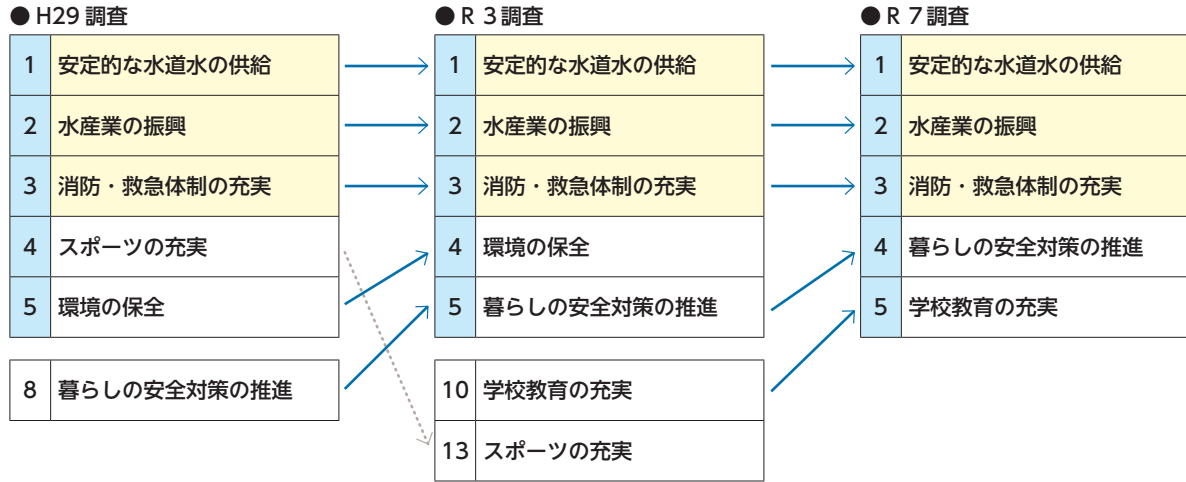 ● H29 調査
1 安定的な水道水の供給
2 水産業の振興
3 消防・救急体制の充実
4 スポーツの充実
5 環境の保全
8 暮らしの安全対策の推進
● R 3 調査
1 安定的な水道水の供給
2 水産業の振興
3 消防・救急体制の充実
4 環境の保全
5 暮らしの安全対策の推進
10 学校教育の充実
13 スポーツの充実
● R 7 調査
1 安定的な水道水の供給
2 水産業の振興
3 消防・救急体制の充実
4 暮らしの安全対策の推進
5 学校教育の充実